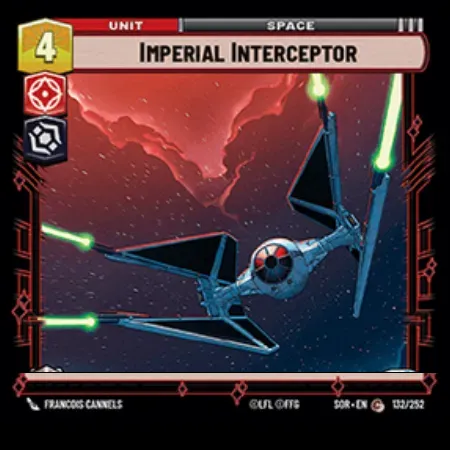 UNIT
SPACE
4
IMPERIAL INTERCEPTOR
FRANCOIS CANNELS
©LFL ©FFG
SOR • EN C 132/252